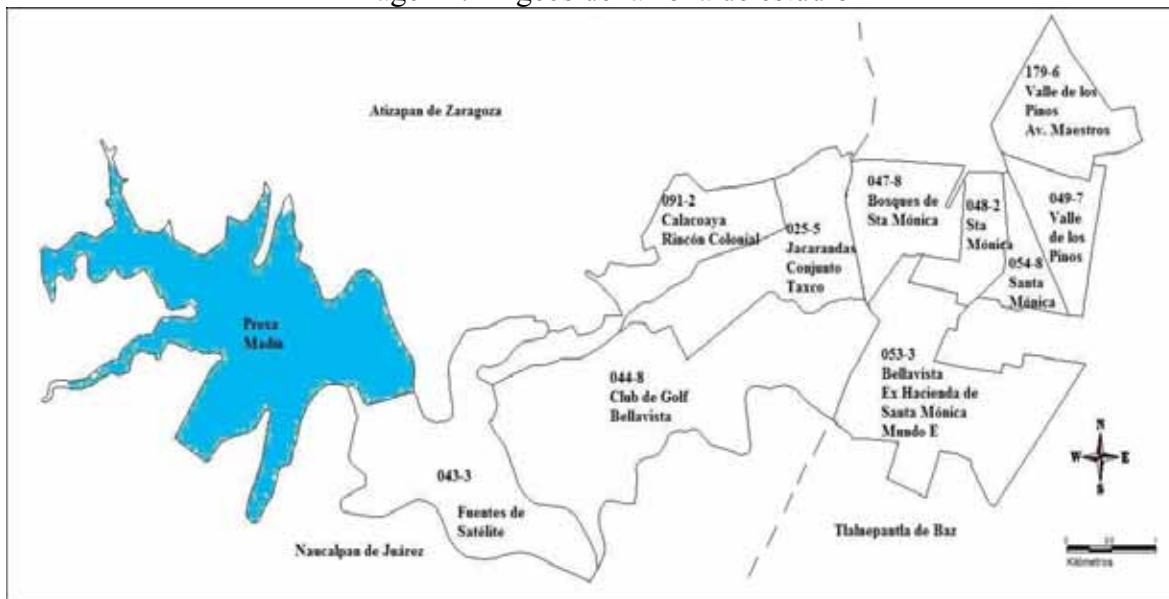 Atizapan de Zaragoza
179-6
Valle de los
Pinos
Av. Maestros
091-2
Calacoaya
Rincón Colonial
025-5
Jacarandas
Conjunto
Taxco
047-8
Bosques de
Sta Mónica
048-2
Sta
Mónica
049-7
Valle
de los
Pinos
054-8
Santa
Mónica
Presa
Madín
044-8
Club de Golf
Bellavista
053-3
Bellavista
Ex Hacienda de
Santa Mónica
Mundo E
043-3
Fuentes de
Satélite
Naucalpan de Juárez
Tlalnepantla de Baz
N
W E
S
Kilómetros